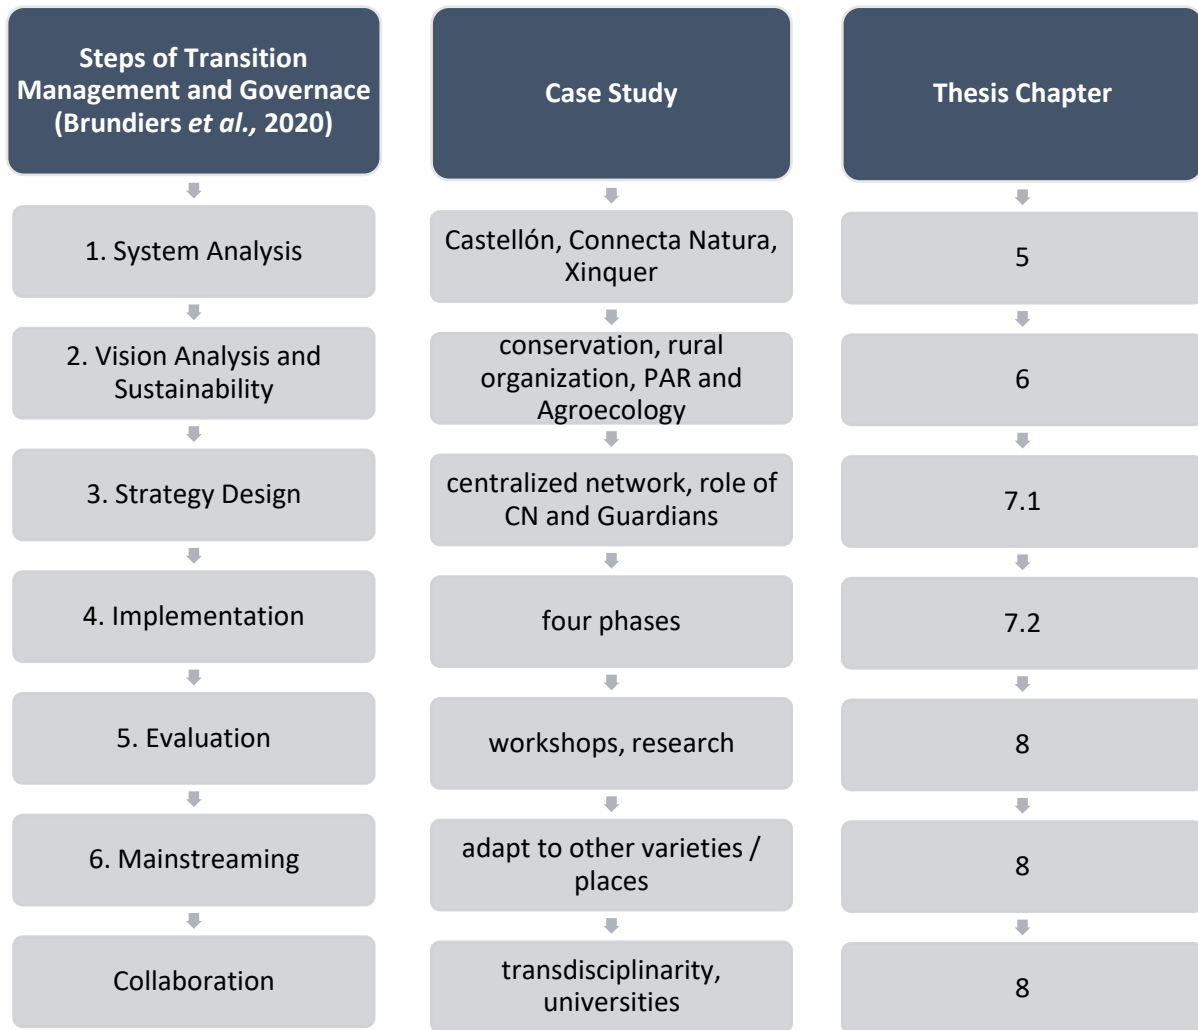 Steps of Transition
Management and Governace
(Brundiers et al., 2020)
Case Study
Thesis Chapter
1. System Analysis
Castellón, Connecta Natura,
Xinquer
5
2. Vision Analysis and
Sustainability
conservation, rural
organization, PAR and
Agroecology
6
3. Strategy Design
centralized network, role of
CN and Guardians
7.1
4. Implementation
four phases
7.2
5. Evaluation
workshops, research
8
6. Mainstreaming
adapt to other varieties /
places
8
Collaboration
transdisciplinarity,
universities
8